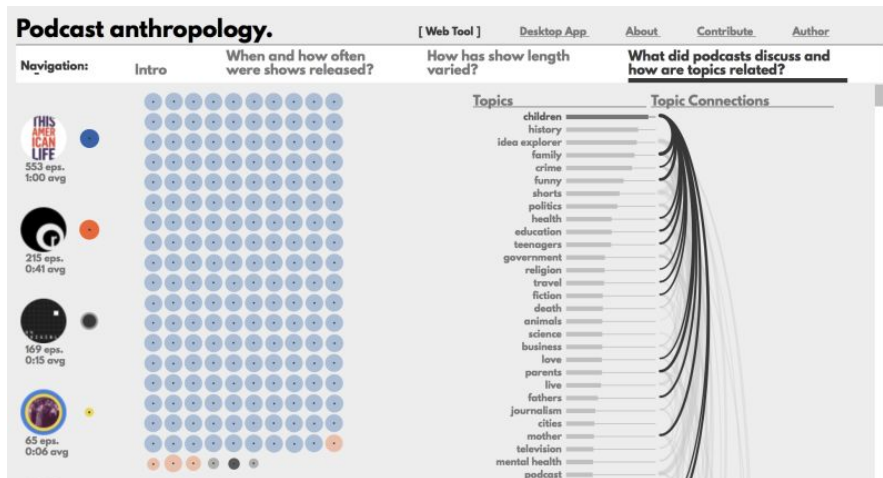 Podcast anthropology.
[ Web Tool ]
Desktop App
About
Contribute
Author
Navigation:
Intro
When and how often
were shows released?
How has show length
varied?
What did podcasts discuss and
how are topics related?
THIS
AMER
ICAN
LIFE
553 eps.
1:00 avg
215 eps.
0:41 avg
169 eps.
0:15 avg
65 eps.
0:06 avg
Topics
Topic Connections
children
history
idea explorer
family
crime
funny
shorts
politics
health
education
teenagers
government
religion
travel
fiction
death
animals
science
business
love
parents
live
fathers
journalism
cities
mother
television
mental health
podcast